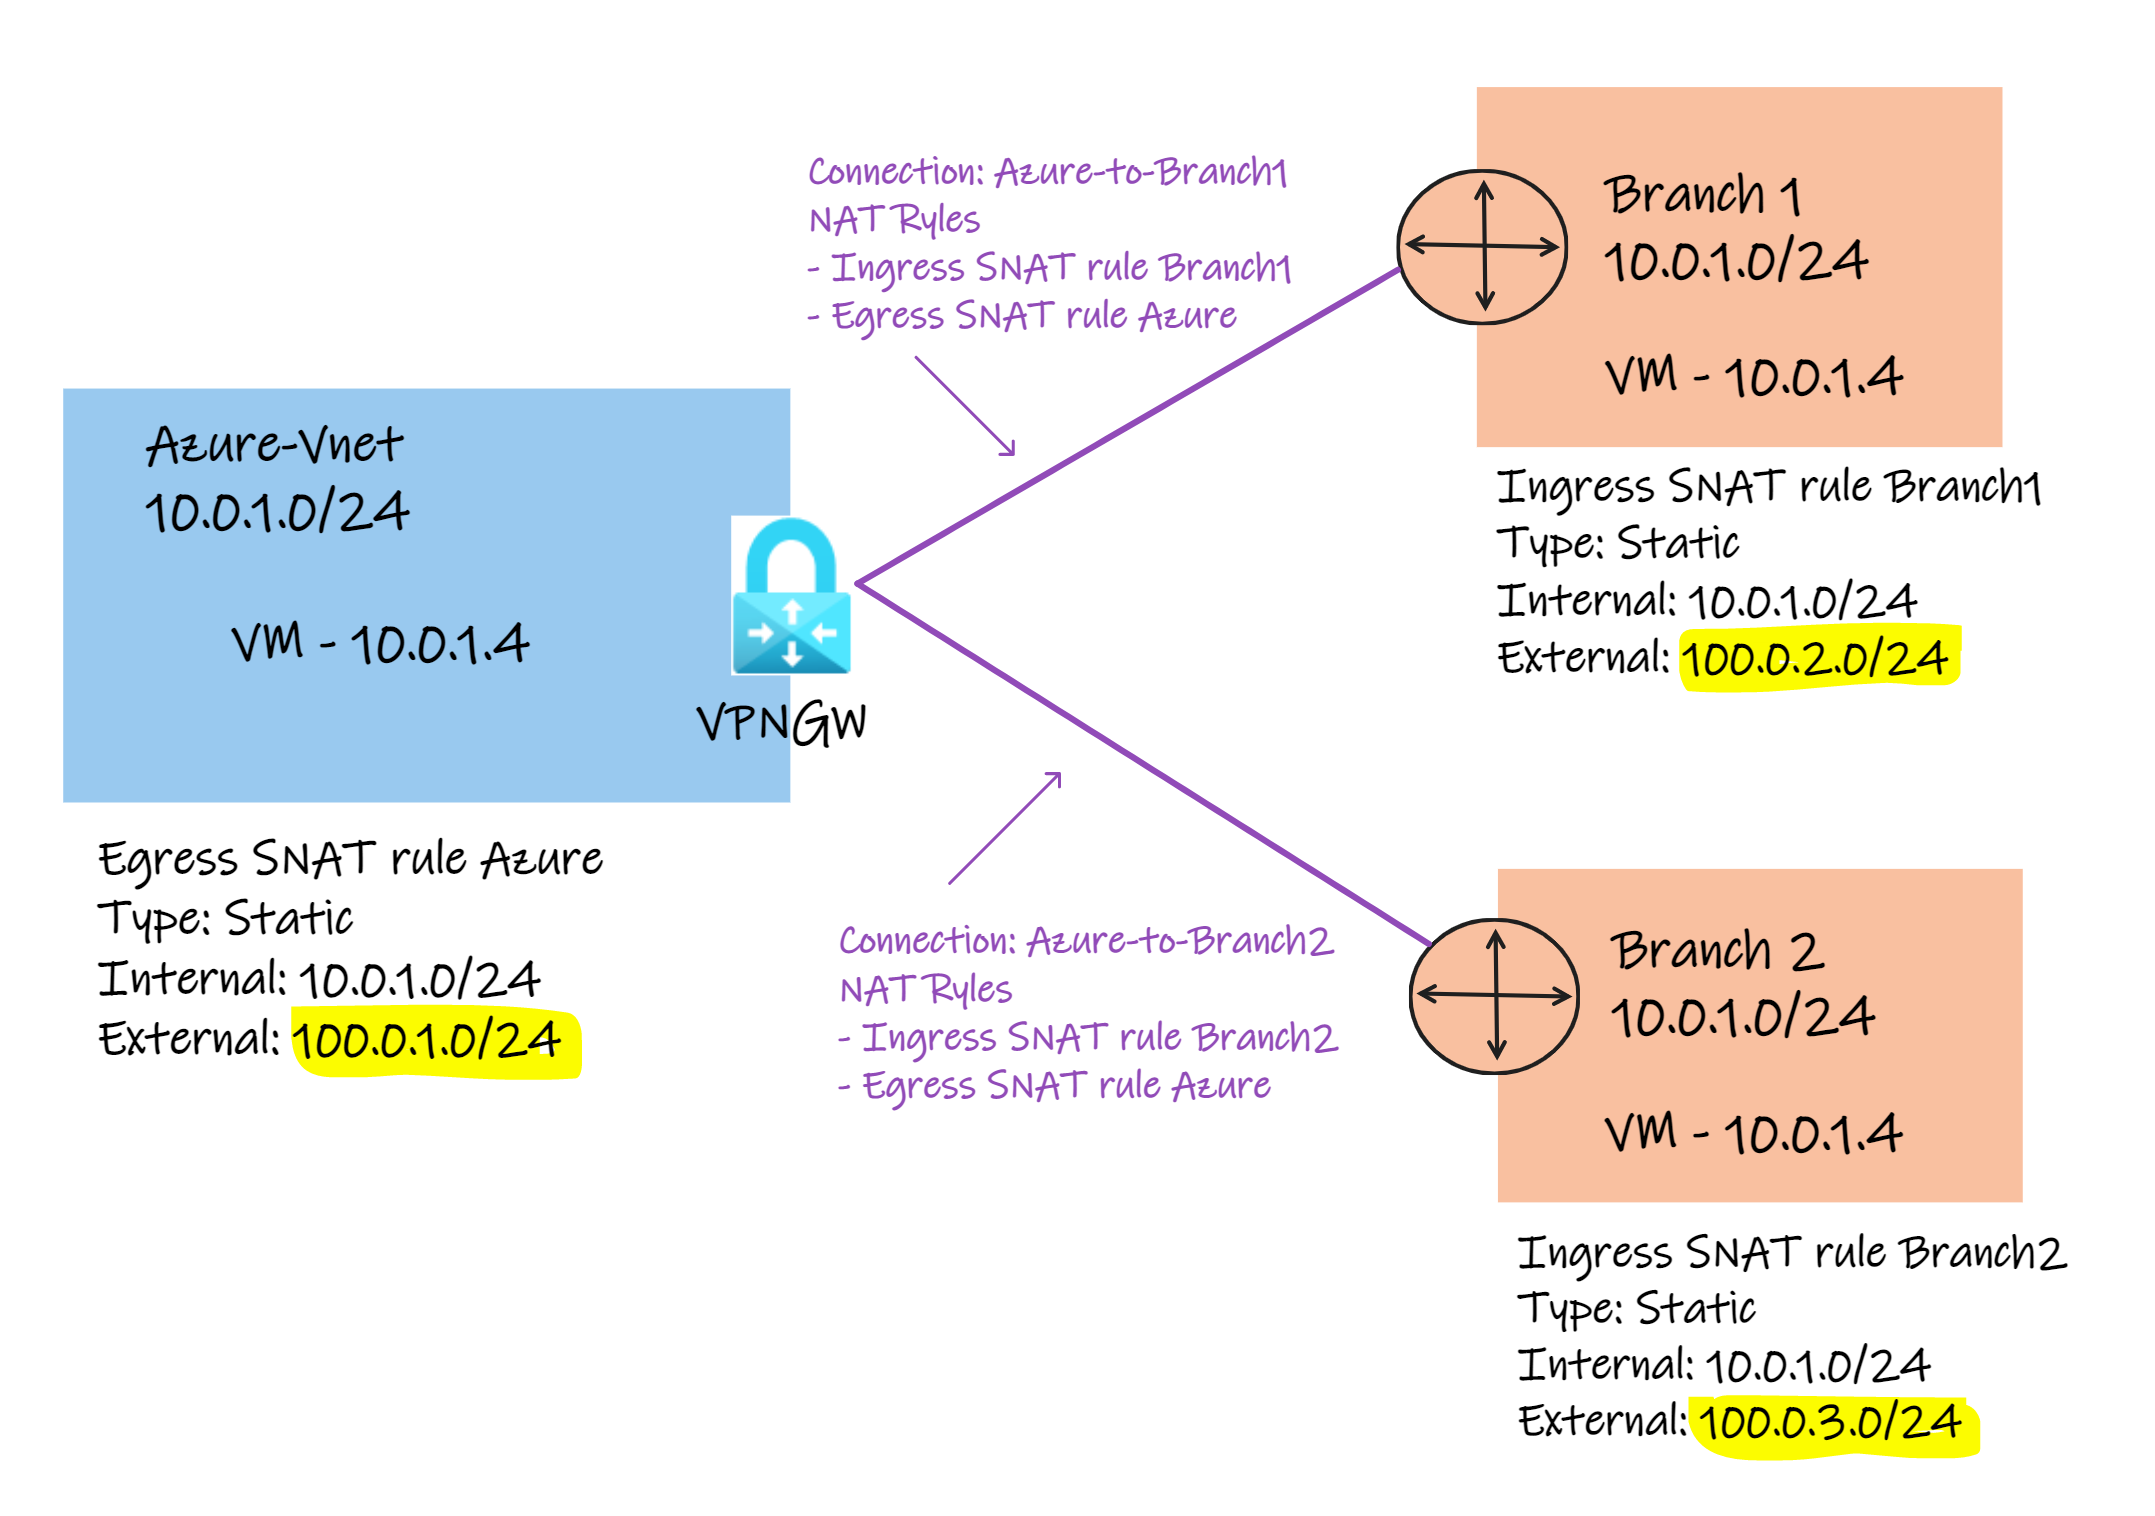 Connection: Azure-to-Branch1
NAT Ryles
- Ingress SNAT rule Branch1
- Egress SNAT rule Azure
Branch 1
10.0.1.0/24
VM - 10.0.1.4
Ingress SNAT rule Branch1
Type: Static
Internal: 10.0.1.0/24
External: 100.0.2.0/24
Azure-Vnet
10.0.1.0/24
VM - 10.0.1.4
VPNGW
Egress SNAT rule Azure
Type: Static
Internal: 10.0.1.0/24
External: 100.0.1.0/24
Connection: Azure-to-Branch2
NAT Ryles
- Ingress SNAT rule Branch2
- Egress SNAT rule Azure
Branch 2
10.0.1.0/24
VM - 10.0.1.4
Ingress SNAT rule Branch2
Type: Static
Internal: 10.0.1.0/24
External: 100.0.3.0/24